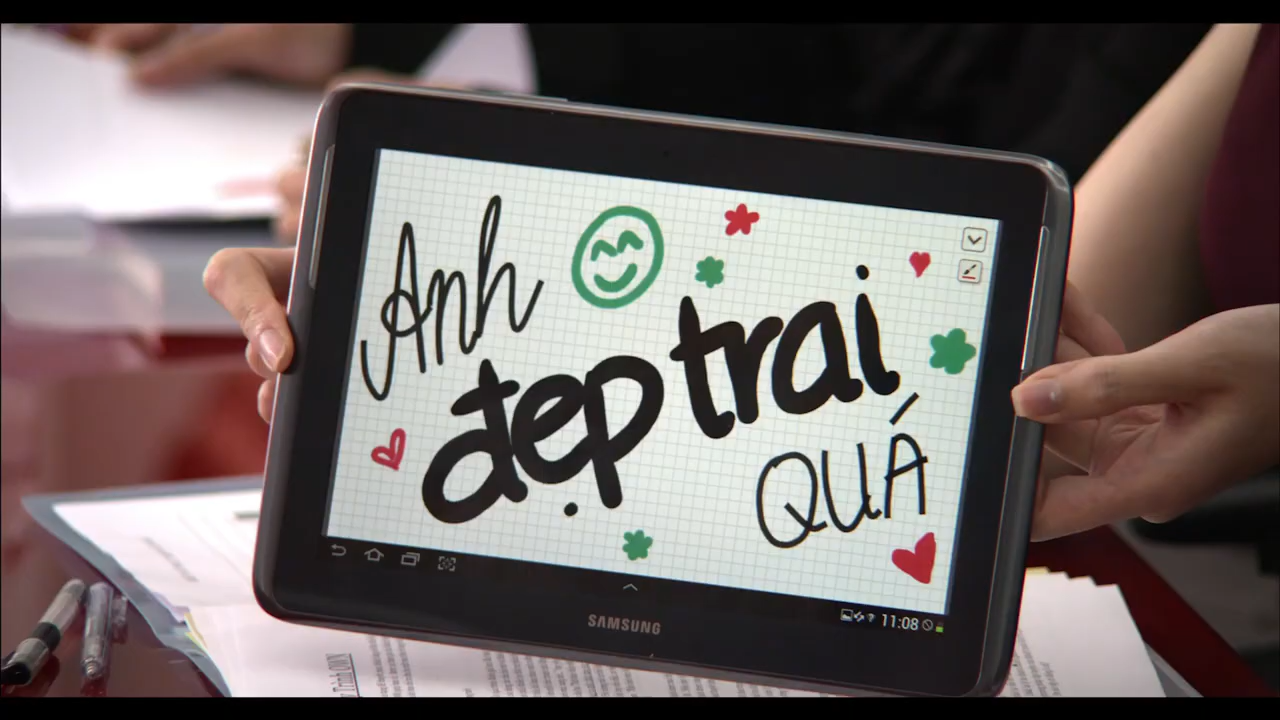 Anh
đẹp trai
QUÁ
SAMSUNG
11:08